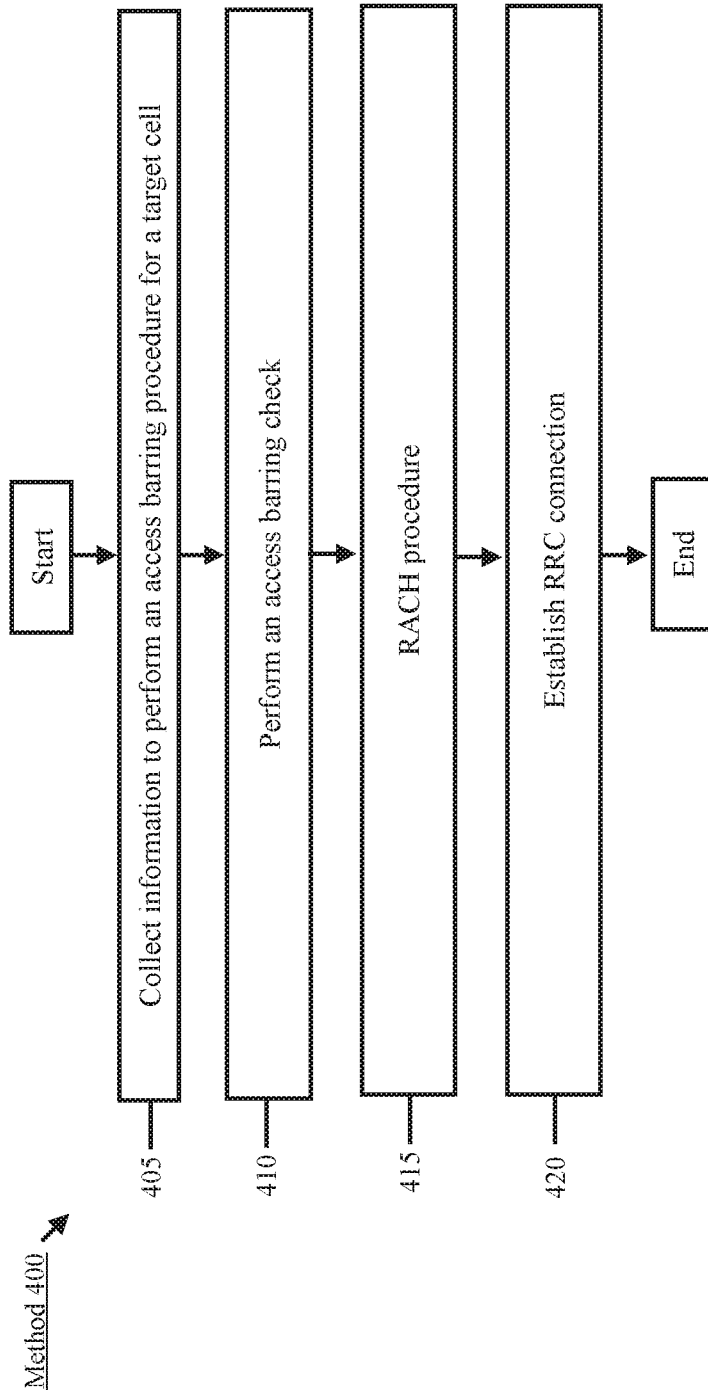 Method 400
Start
405
Collect information to perform an access barring procedure for a target cell
410
Perform an access barring check
415
RACH procedure
420
Establish RRC connection
End